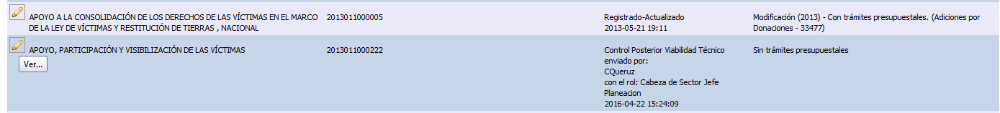 APOYO A LA CONSOLIDACIÓN DE LOS DERECHOS DE LAS VÍCTIMAS EN EL MARCO
DE LA LEY DE VÍCTIMAS Y RESTITUCIÓN DE TIERRAS , NACIONAL
2013011000005
Registrado-Actualizado
2013-05-21 19:11
Modificación (2013) - Con trámites presupuestales. (Adiciones por
Donaciones - 33477)
APOYO, PARTICIPACIÓN Y VISIBILIZACIÓN DE LAS VÍCTIMAS
Ver...
2013011000222
Control Posterior Viabilidad Técnico
enviado por:
CQueruz
con el rol: Cabeza de Sector Jefe
Planeacion
2016-04-22 15:24:09
Sin trámites presupuestales